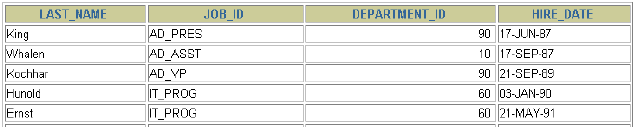 LAST_NAME JOB_ID DEPARTMENT_ID HIRE_DATE
King AD_PRES 90 17-JUN-87
Whalen AD_ASST 10 17-SEP-87
Kochhar AD_VP 90 21-SEP-89
Hunold IT_PROG 60 03-JAN-90
Ernst IT_PROG 60 21-MAY-91